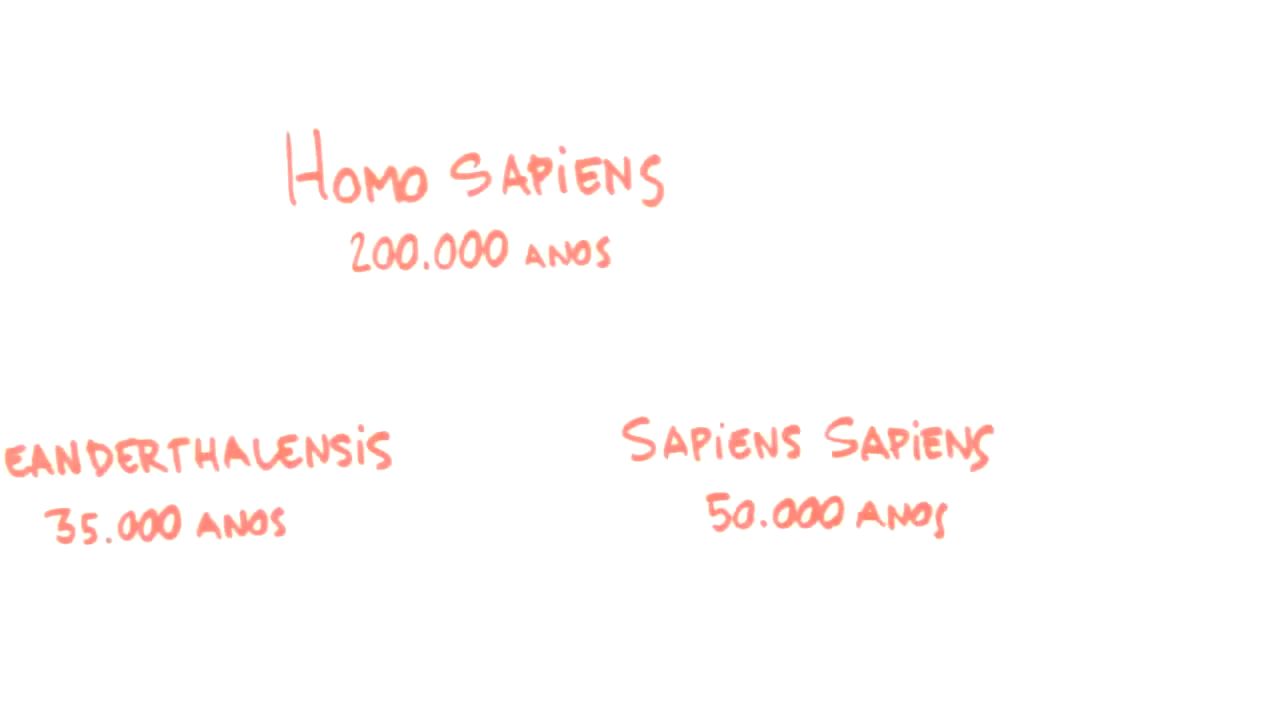 Homo sapiens
200.000 anos
eanderthalensis
35.000 anos
Sapiens Sapiens
50.000 anos